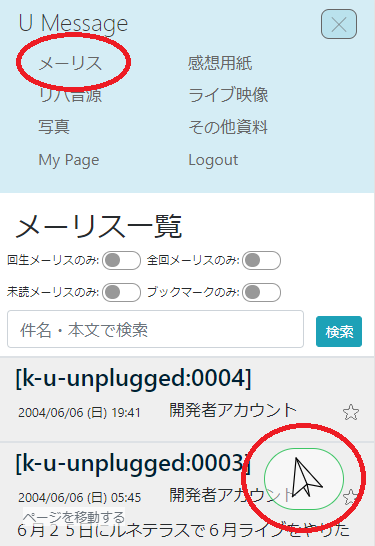 U Message
メーリス 感想用紙
リハ音源 ライブ映像
写真 その他資料
My Page Logout
メーリス一覧
回生メーリスのみ: 全回メーリスのみ:
未読メーリスのみ: ブックマークのみ:
件名・本文で検索 検索
[k-u-unplugged:0004]
2004/06/06 (日) 19:41 開発者アカウント
[k-u-unplugged:0003]
2004/06/06 (日) 05:45 開発者アカウント
ページを移動する
６月２５日にルネテラスで６月ライブをやりた